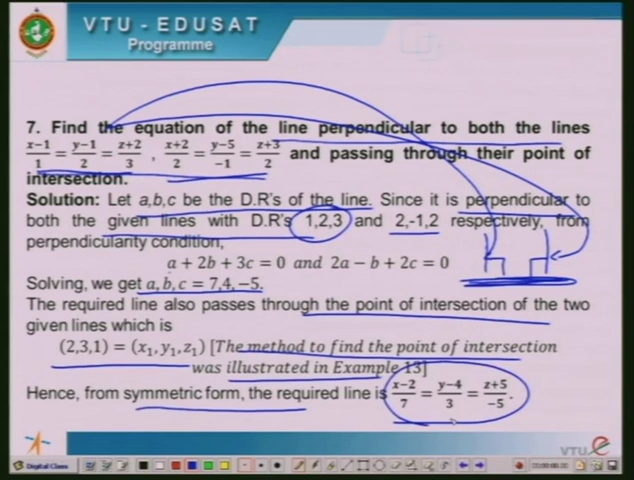 VTU - EDUSAT
Programme
7. Find the equation of the line perpendicular to both the lines
x−1/1 = y−1/2 = z+2/3 , x+2/2 = y−5/−1 = z+3/2 and passing through their point of
intersection.
Solution: Let a,b,c be the D.R's of the line. Since it is perpendicular to
both the given lines with D.R's 1,2,3 and 2,-1,2 respectively, from
perpendicularity condition,
a + 2b + 3c = 0 and 2a − b + 2c = 0
Solving, we get a, b, c = 7,4, −5.
The required line also passes through the point of intersection of the two
given lines which is
(2,3,1) = (x₁, y₁, z₁) [The method to find the point of intersection
was illustrated in Example 13]
Hence, from symmetric form, the required line is x−2/7 = y−4/3 = z+5/−5.
VTU e
Digital Class